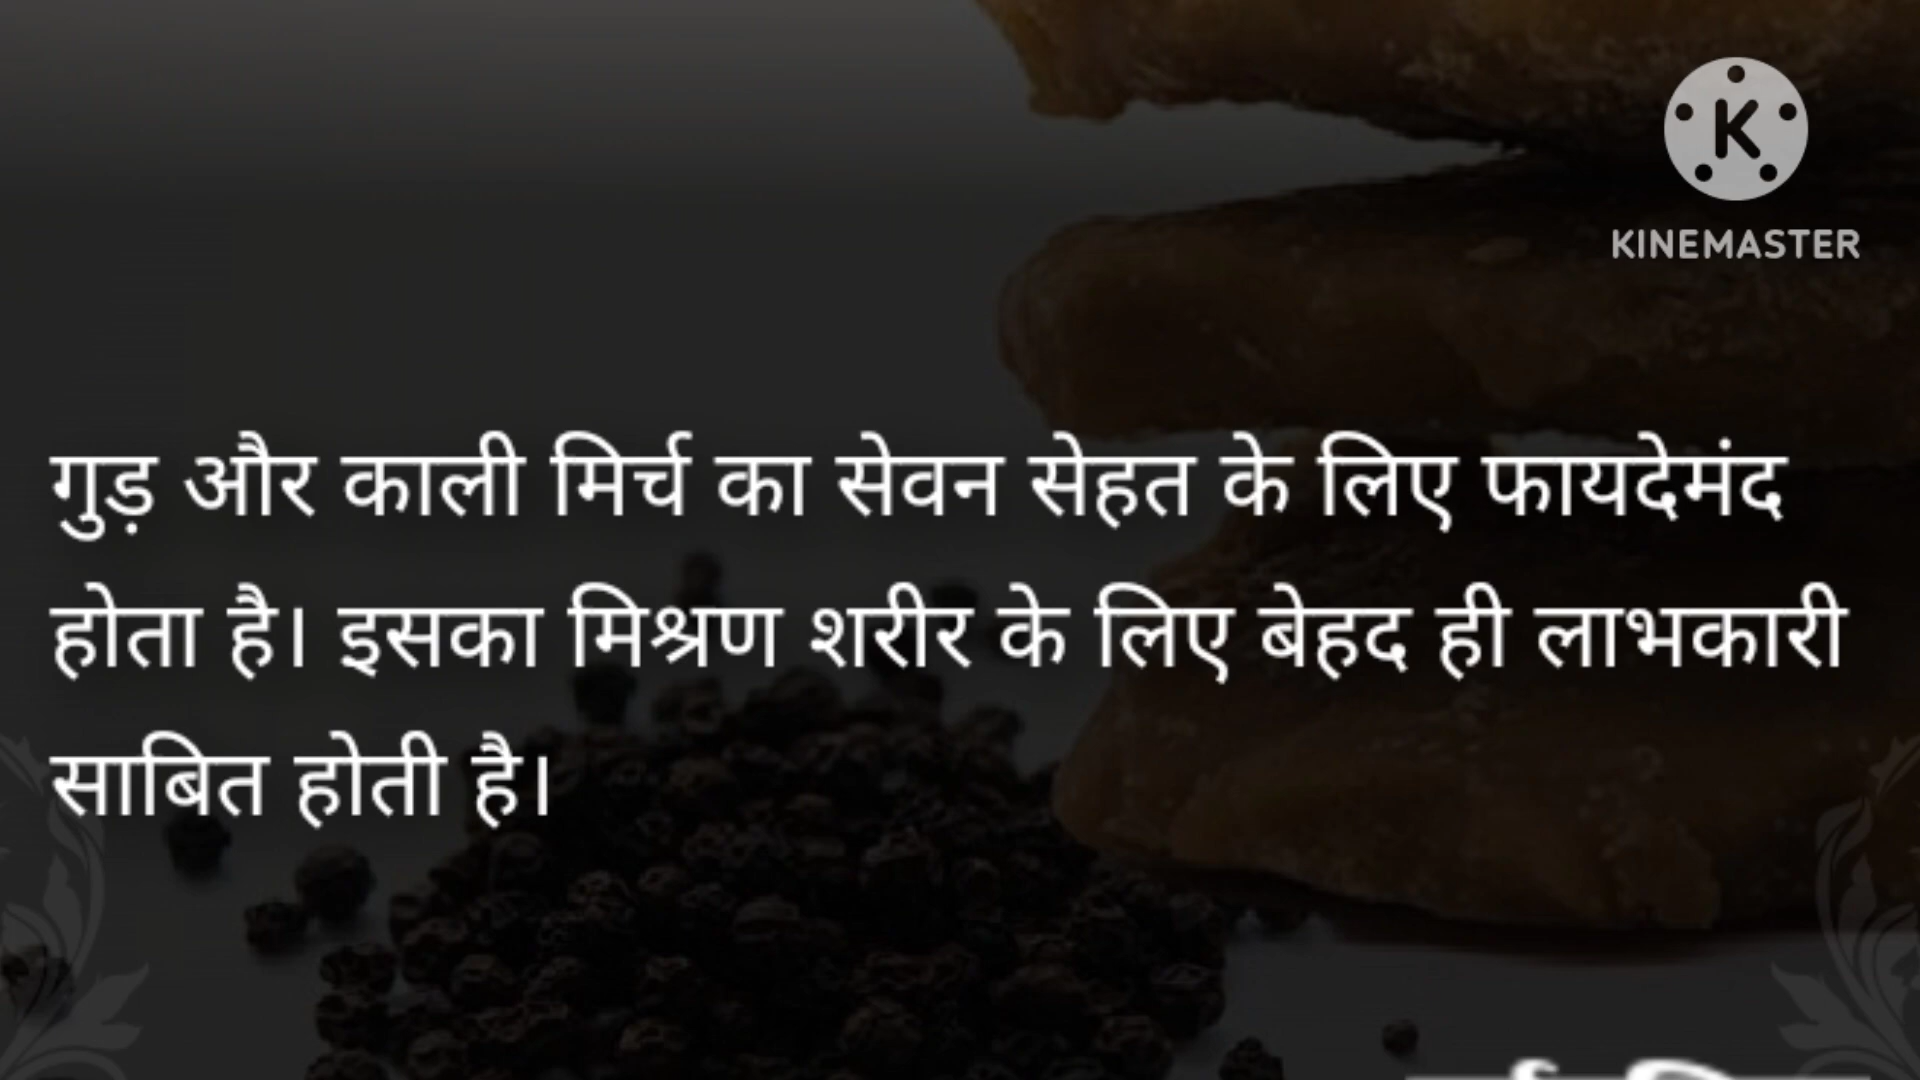 KINEMASTER
गुड़ और काली मिर्च का सेवन सेहत के लिए फायदेमंद
होता है। इसका मिश्रण शरीर के लिए बेहद ही लाभकारी
साबित होती है।